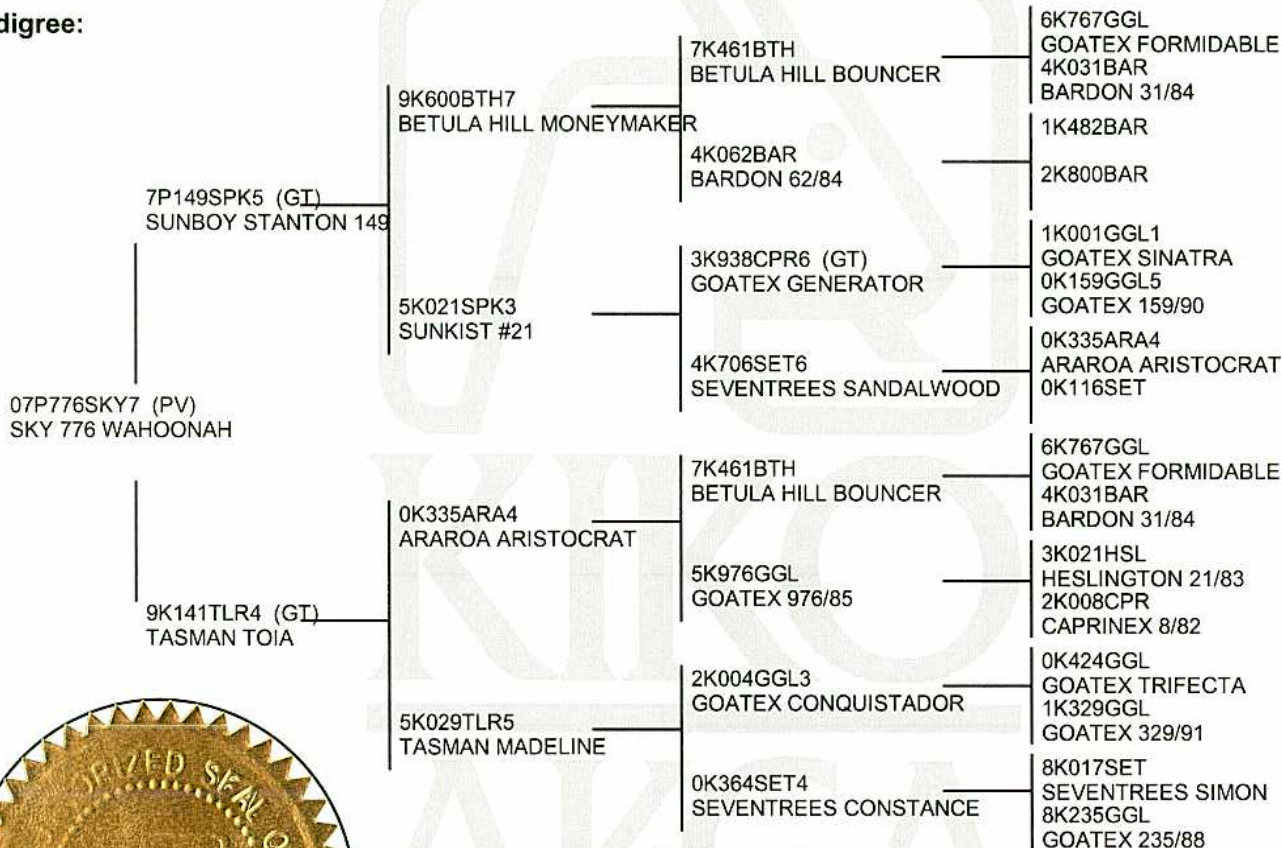 digree:
07P776SKY7 (PV)
SKY 776 WAHOONAH
7P149SPK5 (GT)
SUNBOY STANTON 149
9K141TLR4 (GT)
TASMAN TOIA
9K600BTH7
BETULA HILL MONEYMAKER
5K021SPK3
SUNKIST #21
0K335ARA4
ARAROA ARISTOCRAT
5K029TLR5
TASMAN MADELINE
7K461BTH
BETULA HILL BOUNCER
4K062BAR
BARDON 62/84
3K938CPR6 (GT)
GOATEX GENERATOR
4K706SET6
SEVENTREES SANDALWOOD
7K461BTH
BETULA HILL BOUNCER
5K976GGL
GOATEX 976/85
2K004GGL3
GOATEX CONQUISTADOR
0K364SET4
SEVENTREES CONSTANCE
6K767GGL
GOATEX FORMIDABLE
4K031BAR
BARDON 31/84
1K482BAR
2K800BAR
1K001GGL1
GOATEX SINATRA
0K159GGL5
GOATEX 159/90
0K335ARA4
ARAROA ARISTOCRAT
0K116SET
6K767GGL
GOATEX FORMIDABLE
4K031BAR
BARDON 31/84
3K021HSL
HESLINGTON 21/83
2K008CPR
CAPRINEX 8/82
0K424GGL
GOATEX TRIFECTA
1K329GGL
GOATEX 329/91
8K017SET
SEVENTREES SIMON
8K235GGL
GOATEX 235/88
KIKO
AKGA
SEAL O